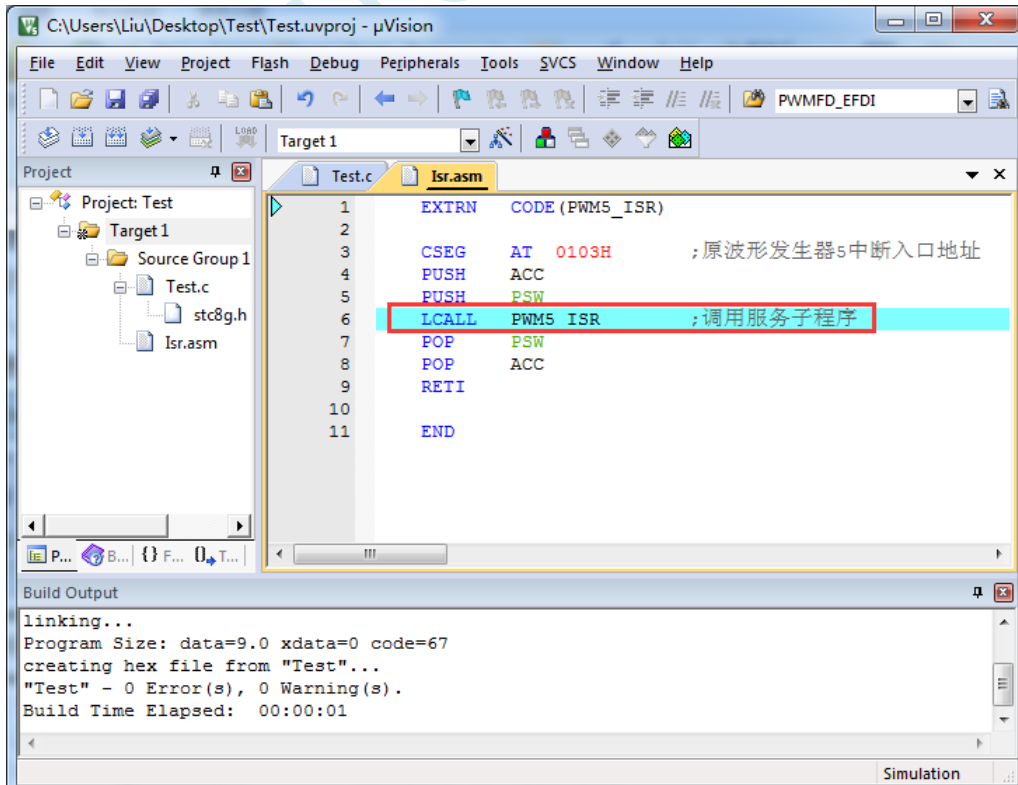 C:\Users\Liu\Desktop\Test\Test.uvproj - µVision
File Edit View Project Flash Debug Peripherals Tools SVCS Window Help
PWMFD_EFDI
LOAD Target 1
Project
Test.c Isr.asm
Project: Test
Target 1
Source Group 1
Test.c
stc8g.h
Isr.asm
1 EXTRN CODE(PWM5_ISR)
2
3 CSEG AT 0103H ;原波形发生器5中断入口地址
4 PUSH ACC
5 PUSH PSW
6 LCALL PWM5_ISR ;调用服务子程序
7 POP PSW
8 POP ACC
9 RETI
10
11 END
P... B... {} F... 0 T...
Build Output
linking...
Program Size: data=9.0 xdata=0 code=67
creating hex file from "Test"...
"Test" - 0 Error(s), 0 Warning(s).
Build Time Elapsed: 00:00:01
Simulation